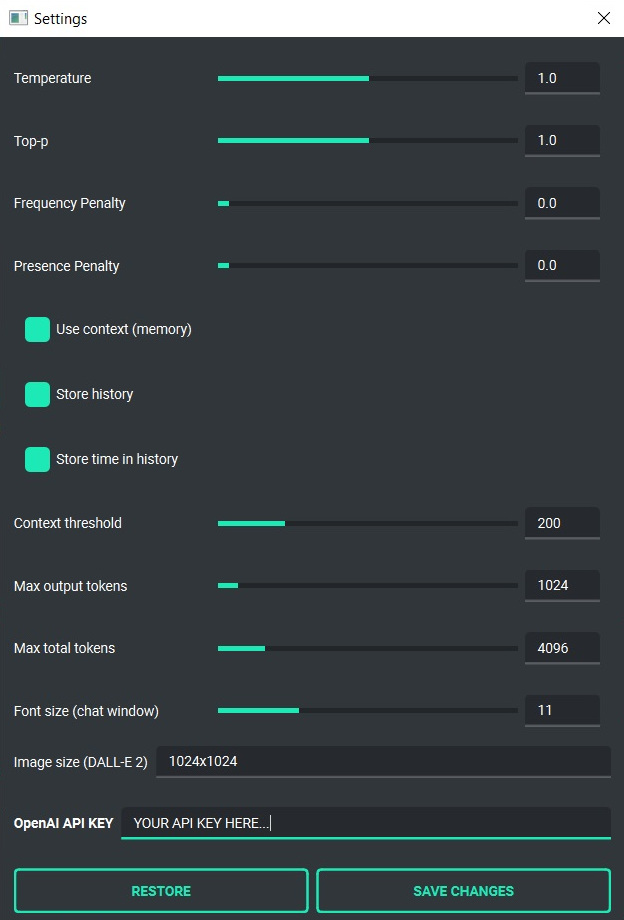 Settings
Temperature 1.0
Top-p 1.0
Frequency Penalty 0.0
Presence Penalty 0.0
Use context (memory)
Store history
Store time in history
Context threshold 200
Max output tokens 1024
Max total tokens 4096
Font size (chat window) 11
Image size (DALL-E 2) 1024x1024
OpenAI API KEY YOUR API KEY HERE...
RESTORE SAVE CHANGES